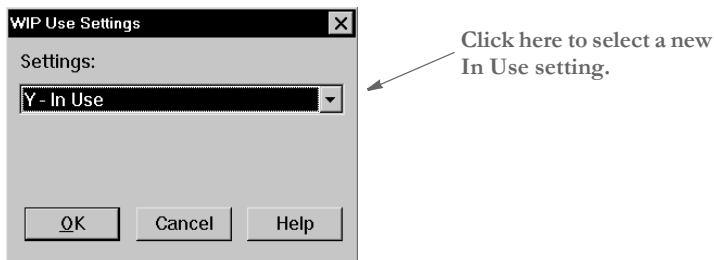 WIP Use Settings
Settings:
Y - In Use
OK
Cancel
Help
Click here to select a new
In Use setting.